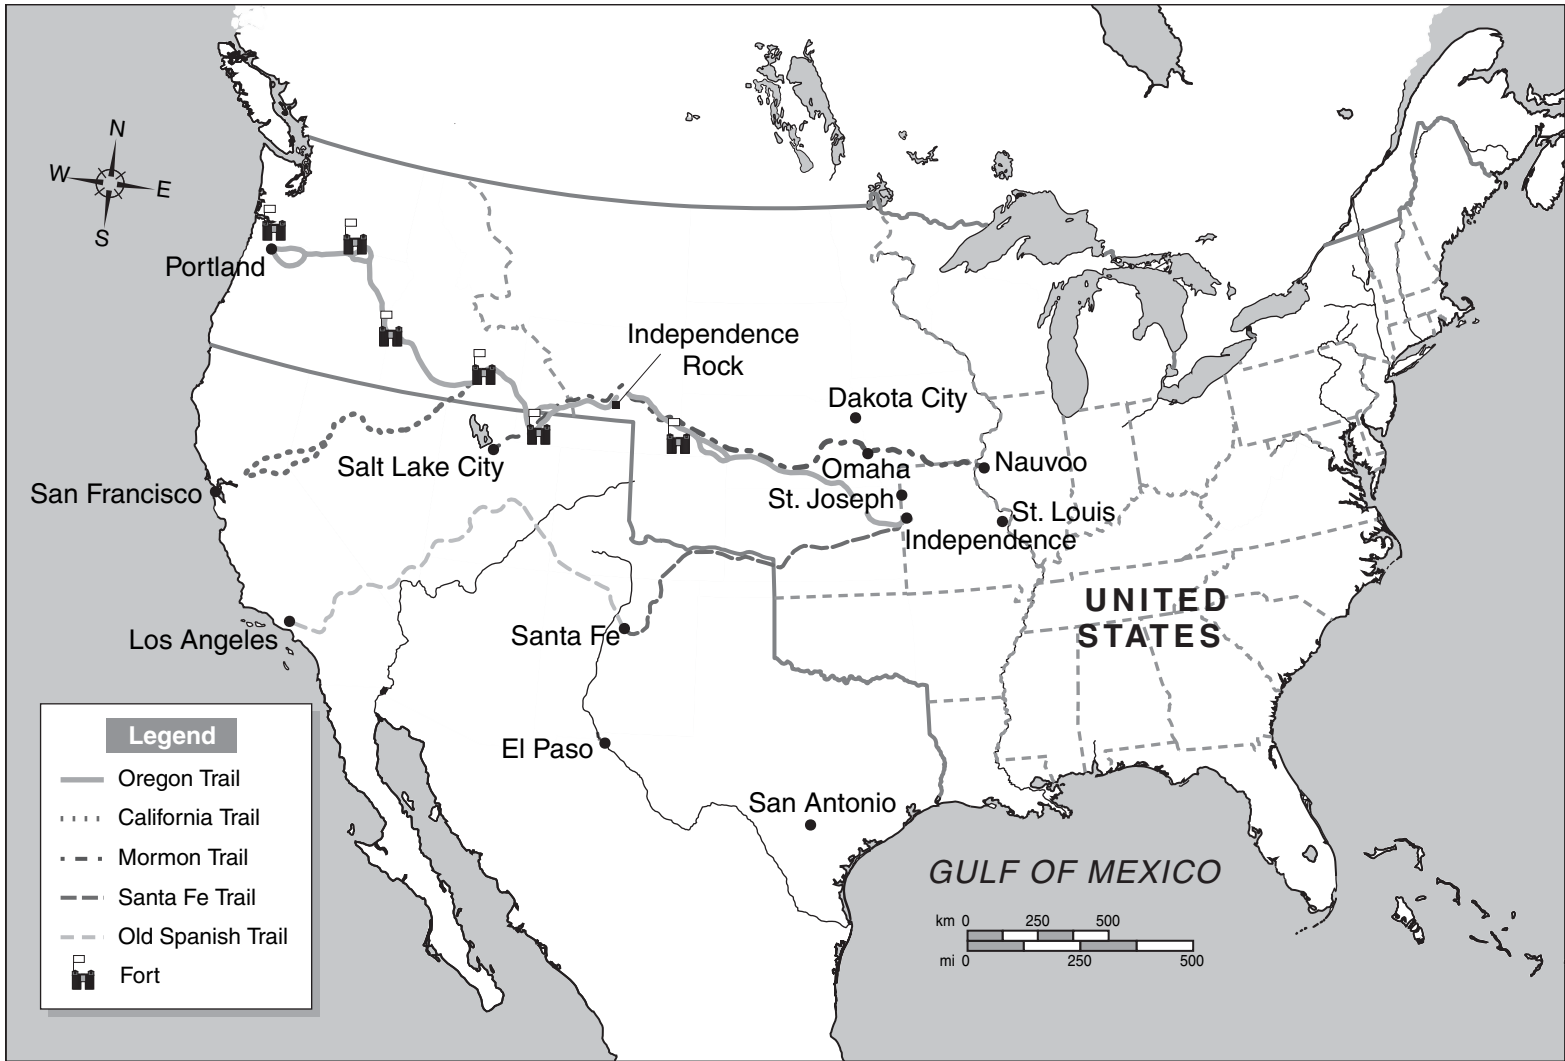 N
W
E
S
Portland
Independence
Rock
Dakota City
Salt Lake City
Omaha
Nauvoo
San Francisco
St. Joseph
St. Louis
Independence
UNITED
STATES
Los Angeles
Santa Fe
El Paso
San Antonio
GULF OF MEXICO
km 0 250 500
mi 0 250 500
Legend
Oregon Trail
California Trail
Mormon Trail
Santa Fe Trail
Old Spanish Trail
Fort